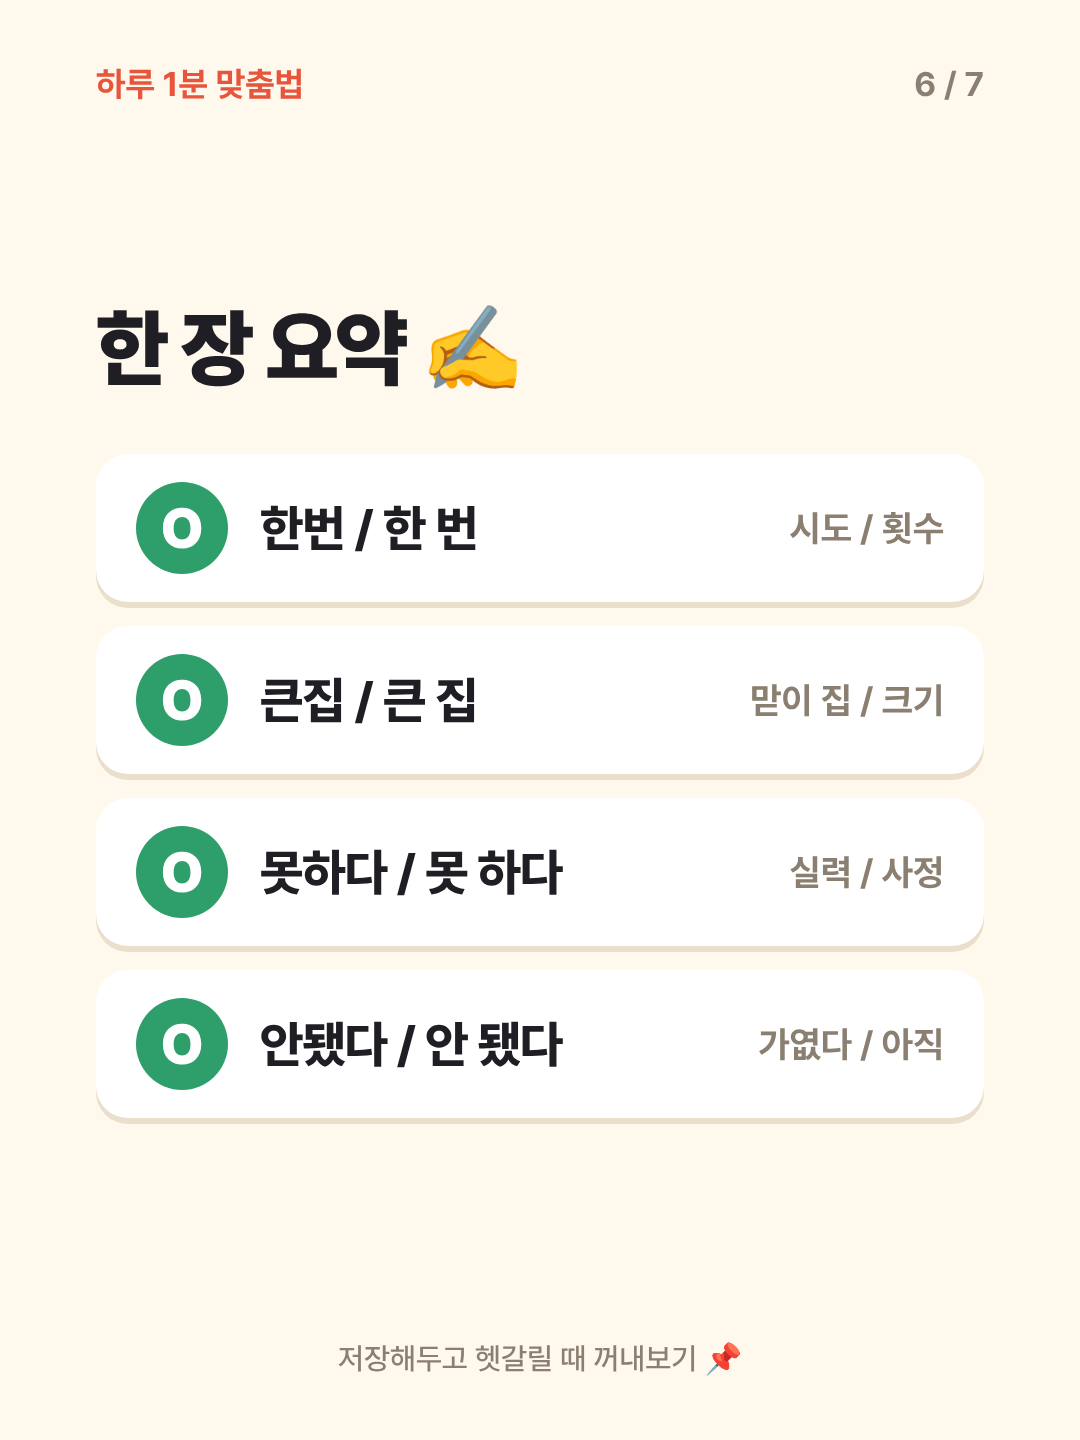 하루 1분 맞춤법
6 / 7
한 장 요약 ✍️
O 한번 / 한 번 시도 / 횟수
O 큰집 / 큰 집 맏이 집 / 크기
O 못하다 / 못 하다 실력 / 사정
O 안됐다 / 안 됐다 가엾다 / 아직
저장해두고 헷갈릴 때 꺼내보기 📌